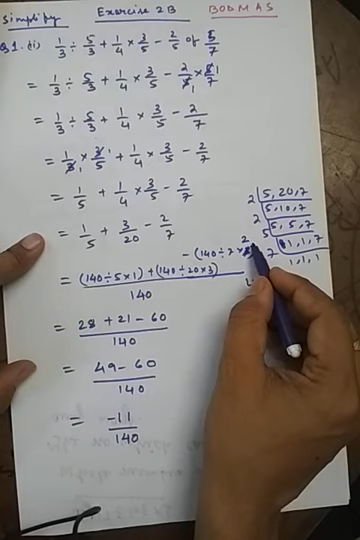 Simplify Exercise 2B BODMAS
Q1. (i) 1/3 ÷ 5/3 + 1/4 × 3/5 - 2/5 of 5/7
= 1/3 ÷ 5/3 + 1/4 × 3/5 - 2/5 1 × 5 1/7
= 1/3 ÷ 5/3 + 1/4 × 3/5 - 2/7
= 1/3 1 × 3 1/5 + 1/4 × 3/5 - 2/7
= 1/5 + 1/4 × 3/5 - 2/7
= 1/5 + 3/20 - 2/7
2 | 5, 20, 7
2 | 5, 10, 7
5 | 5, 5, 7
7 | 1, 1, 7
1, 1, 1
= (140÷5×1) + (140÷20×3) - (140÷7×2 / 140
= 28 + 21 - 60 / 140
= 49 - 60 / 140
= -11/140